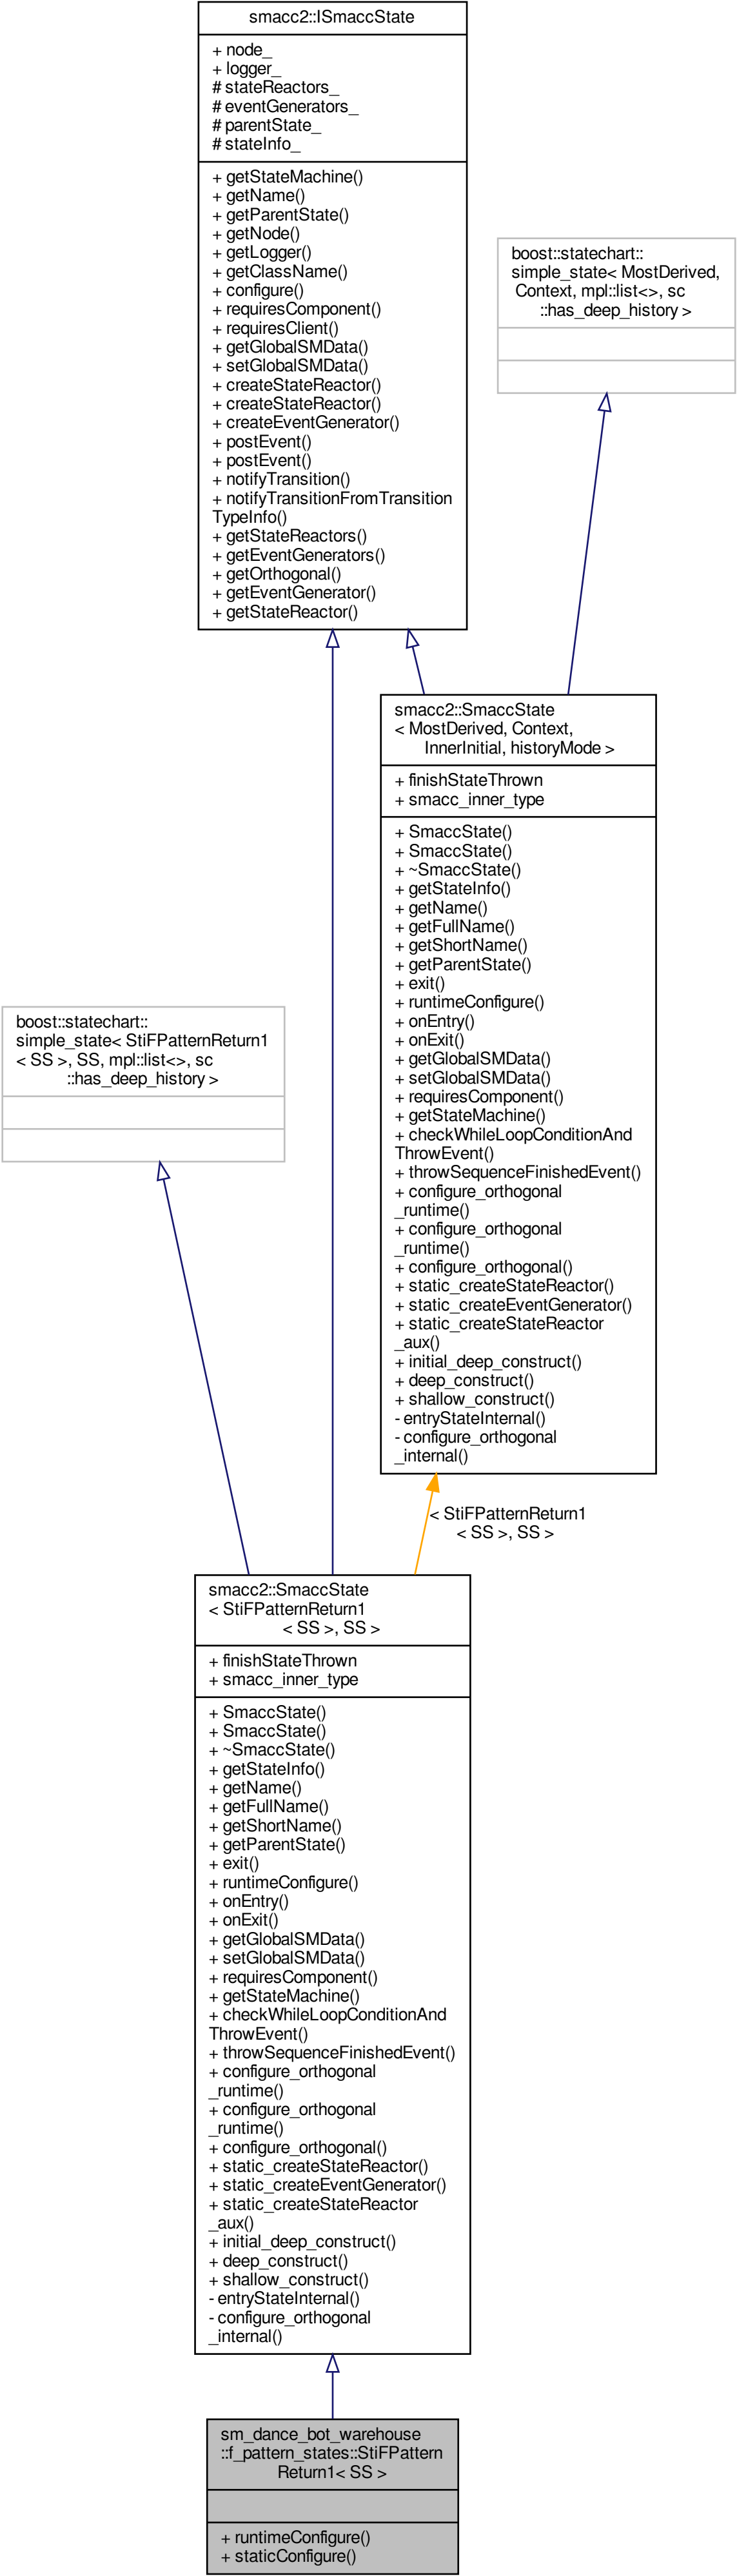 smacc2::ISmaccState
+ node_
+ logger_
# stateReactors_
# eventGenerators_
# parentState_
# stateInfo_
+ getStateMachine()
+ getName()
+ getParentState()
+ getNode()
+ getLogger()
+ getClassName()
+ configure()
+ requiresComponent()
+ requiresClient()
+ getGlobalSMData()
+ setGlobalSMData()
+ createStateReactor()
+ createStateReactor()
+ createEventGenerator()
+ postEvent()
+ postEvent()
+ notifyTransition()
+ notifyTransitionFromTransition
TypeInfo()
+ getStateReactors()
+ getEventGenerators()
+ getOrthogonal()
+ getEventGenerator()
+ getStateReactor()
boost::statechart::
simple_state< MostDerived,
Context, mpl::list<>, sc
::has_deep_history >
smacc2::SmaccState
< MostDerived, Context,
InnerInitial, historyMode >
+ finishStateThrown
+ smacc_inner_type
+ SmaccState()
+ SmaccState()
+ ~SmaccState()
+ getStateInfo()
+ getName()
+ getFullName()
+ getShortName()
+ getParentState()
+ exit()
+ runtimeConfigure()
+ onEntry()
+ onExit()
+ getGlobalSMData()
+ setGlobalSMData()
+ requiresComponent()
+ getStateMachine()
+ checkWhileLoopConditionAnd
ThrowEvent()
+ throwSequenceFinishedEvent()
+ configure_orthogonal
_runtime()
+ configure_orthogonal
_runtime()
+ configure_orthogonal()
+ static_createStateReactor()
+ static_createEventGenerator()
+ static_createStateReactor
_aux()
+ initial_deep_construct()
+ deep_construct()
+ shallow_construct()
- entryStateInternal()
- configure_orthogonal
_internal()
boost::statechart::
simple_state< StiFPatternReturn1
< SS >, SS, mpl::list<>, sc
::has_deep_history >
< StiFPatternReturn1
< SS >, SS >
smacc2::SmaccState
< StiFPatternReturn1
< SS >, SS >
+ finishStateThrown
+ smacc_inner_type
+ SmaccState()
+ SmaccState()
+ ~SmaccState()
+ getStateInfo()
+ getName()
+ getFullName()
+ getShortName()
+ getParentState()
+ exit()
+ runtimeConfigure()
+ onEntry()
+ onExit()
+ getGlobalSMData()
+ setGlobalSMData()
+ requiresComponent()
+ getStateMachine()
+ checkWhileLoopConditionAnd
ThrowEvent()
+ throwSequenceFinishedEvent()
+ configure_orthogonal
_runtime()
+ configure_orthogonal
_runtime()
+ configure_orthogonal()
+ static_createStateReactor()
+ static_createEventGenerator()
+ static_createStateReactor
_aux()
+ initial_deep_construct()
+ deep_construct()
+ shallow_construct()
- entryStateInternal()
- configure_orthogonal
_internal()
sm_dance_bot_warehouse
::f_pattern_states::StiFPattern
Return1< SS >
+ runtimeConfigure()
+ staticConfigure()